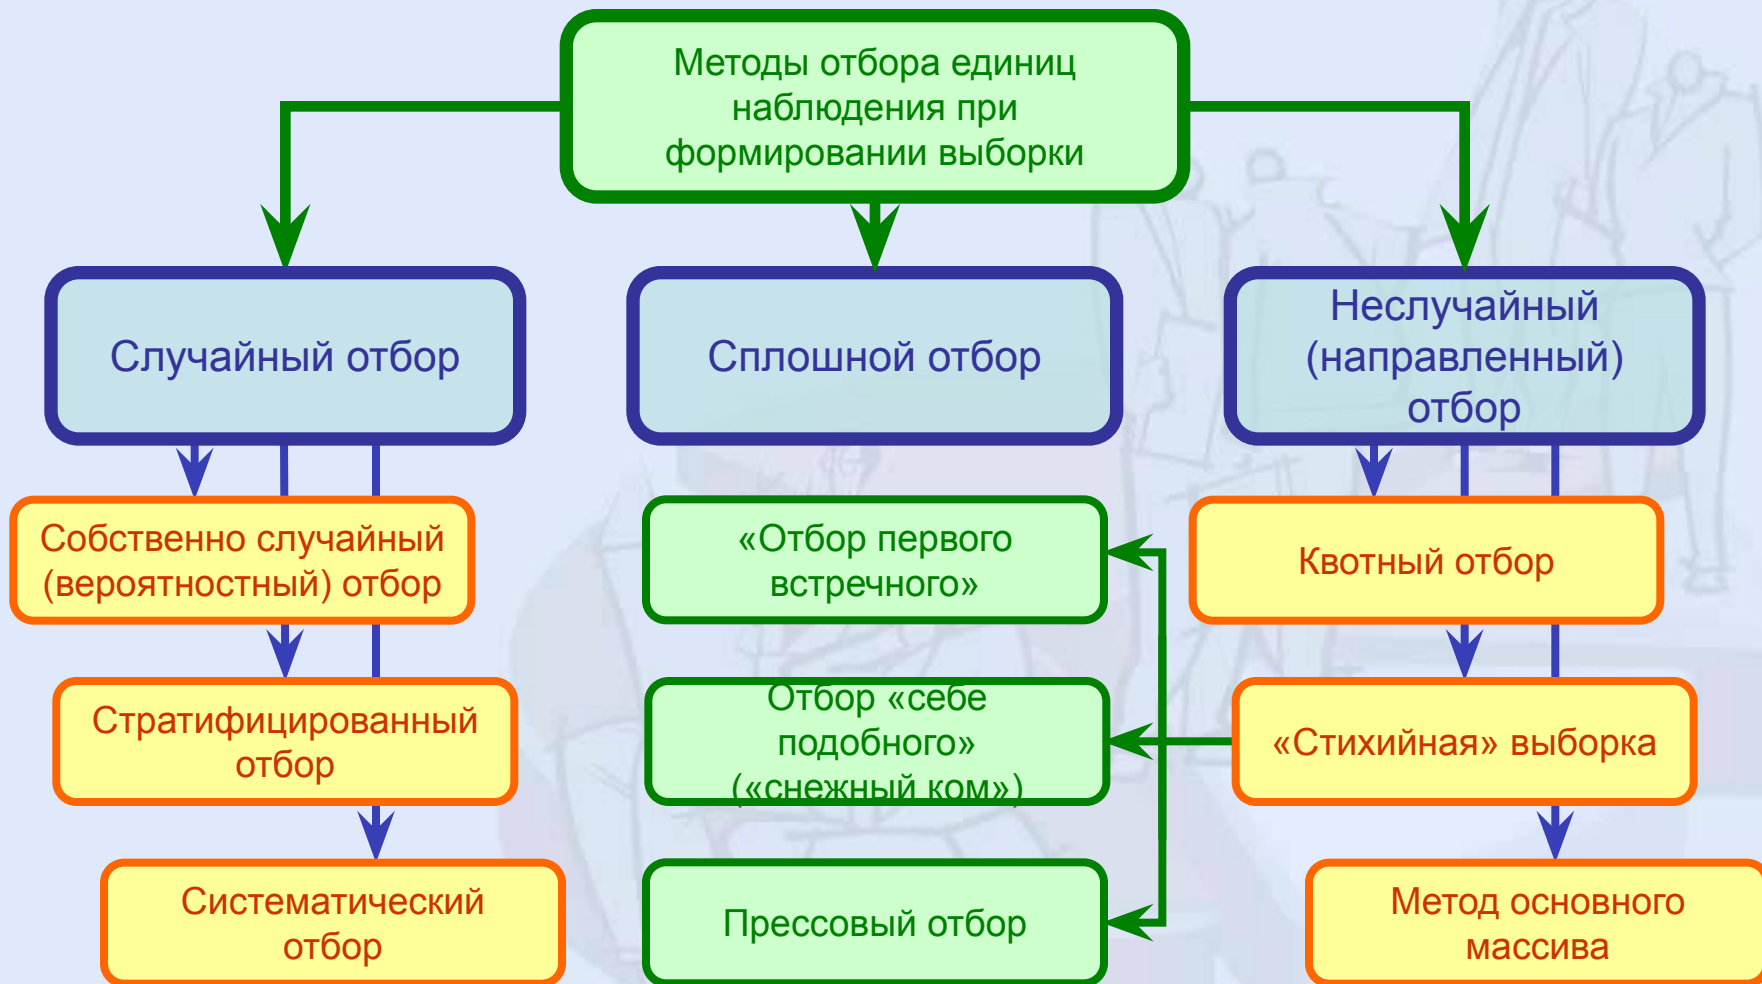 Методы отбора единиц
наблюдения при
формировании выборки
Случайный отбор
Сплошной отбор
Неслучайный
(направленный)
отбор
Собственно случайный
(вероятностный) отбор
«Отбор первого
встречного»
Квотный отбор
Стратифицированный
отбор
Отбор «себе
подобного»
(«снежный ком»)
«Стихийная» выборка
Систематический
отбор
Прессовый отбор
Метод основного
массива